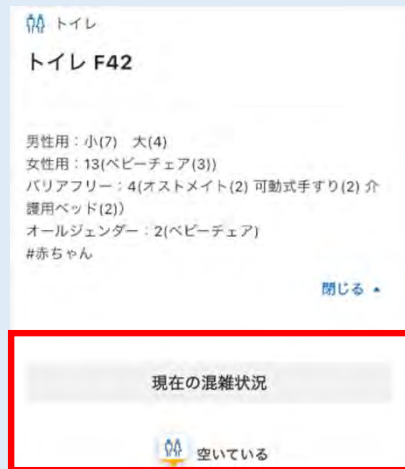 トイレ
トイレ F42
男性用：小(7)　大(4)
女性用：13(ベビーチェア(3))
バリアフリー：4(オストメイト(2) 可動式手すり(2) 介
護用ベッド(2)）
オールジェンダー：2(ベビーチェア)
#赤ちゃん
閉じる
現在の混雑状況
空いている